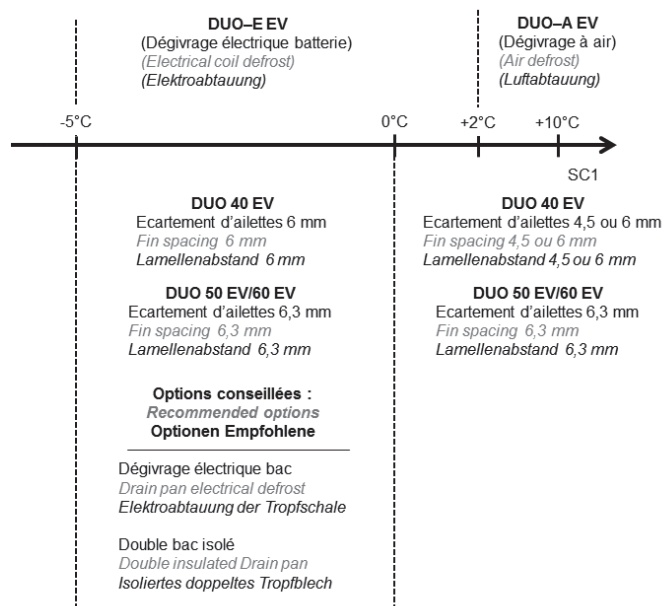 DUO–E EV
(Dégivrage électrique batterie)
(Electrical coil defrost)
(Elektroabtauung)
DUO–A EV
(Dégivrage à air)
(Air defrost)
(Luftabtauung)
-5°C
0°C
+2°C
+10°C
SC1
DUO 40 EV
Ecartement d'ailettes 6 mm
Fin spacing 6 mm
Lamellenabstand 6 mm
DUO 50 EV/60 EV
Ecartement d'ailettes 6,3 mm
Fin spacing 6,3 mm
Lamellenabstand 6,3 mm
DUO 40 EV
Ecartement d'ailettes 4,5 ou 6 mm
Fin spacing 4,5 ou 6 mm
Lamellenabstand 4,5 ou 6 mm
DUO 50 EV/60 EV
Ecartement d'ailettes 6,3 mm
Fin spacing 6,3 mm
Lamellenabstand 6,3 mm
Options conseillées :
Recommended options
Optionen Empfohlene
Dégivrage électrique bac
Drain pan electrical defrost
Elektroabtauung der Tropfschale
Double bac isolé
Double insulated Drain pan
Isoliertes doppeltes Tropfblech